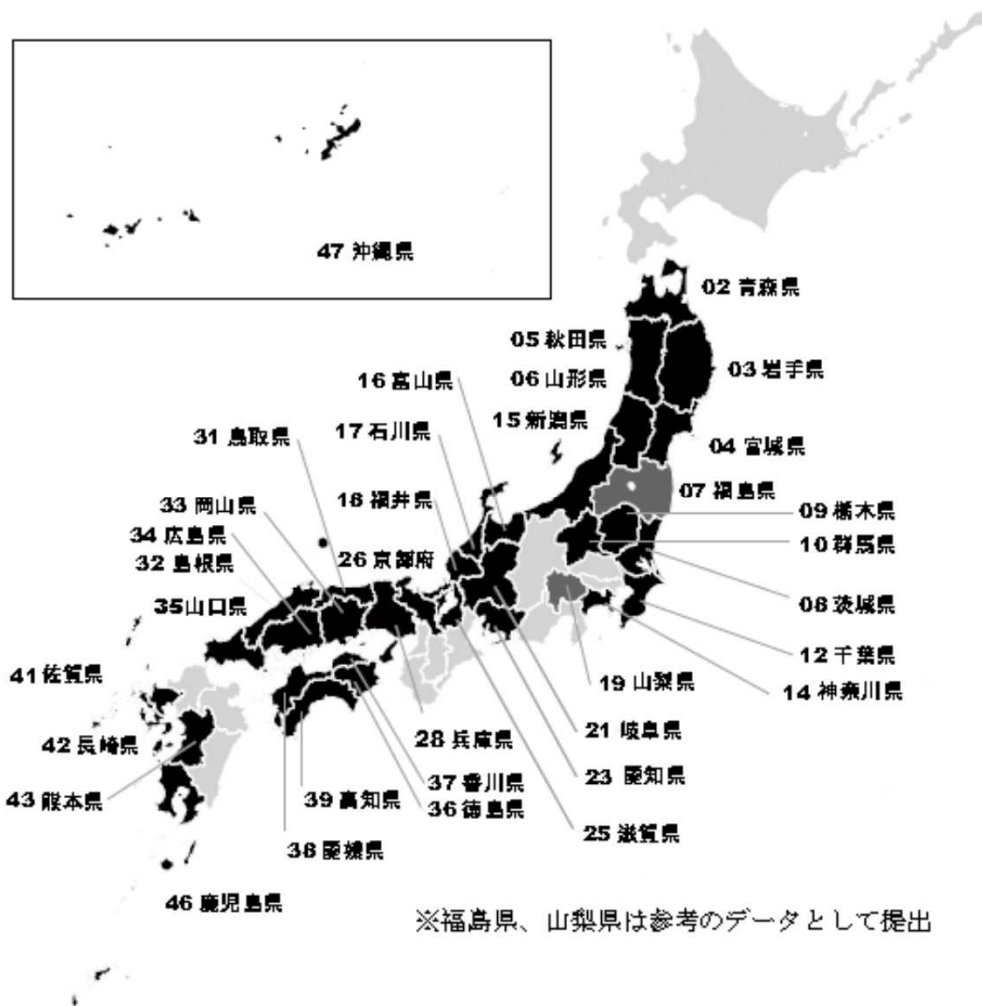 47 沖縄県
02 青森県
05 秋田県
16 富山県
06 山形県
03 岩手県
15 新潟県
17 石川県
31 鳥取県
04 宮城県
18 福井県
07 福島県
33 岡山県
09 栃木県
34 広島県
10 群馬県
26 京都府
32 島根県
35 山口県
08 茨城県
12 千葉県
41 佐賀県
19 山梨県
14 神奈川県
21 岐阜県
28 兵庫県
42 長崎県
23 愛知県
37 香川県
43 熊本県
39 高知県
36 徳島県
25 滋賀県
38 愛媛県
46 鹿児島県
※福島県、山梨県は参考のデータとして提出